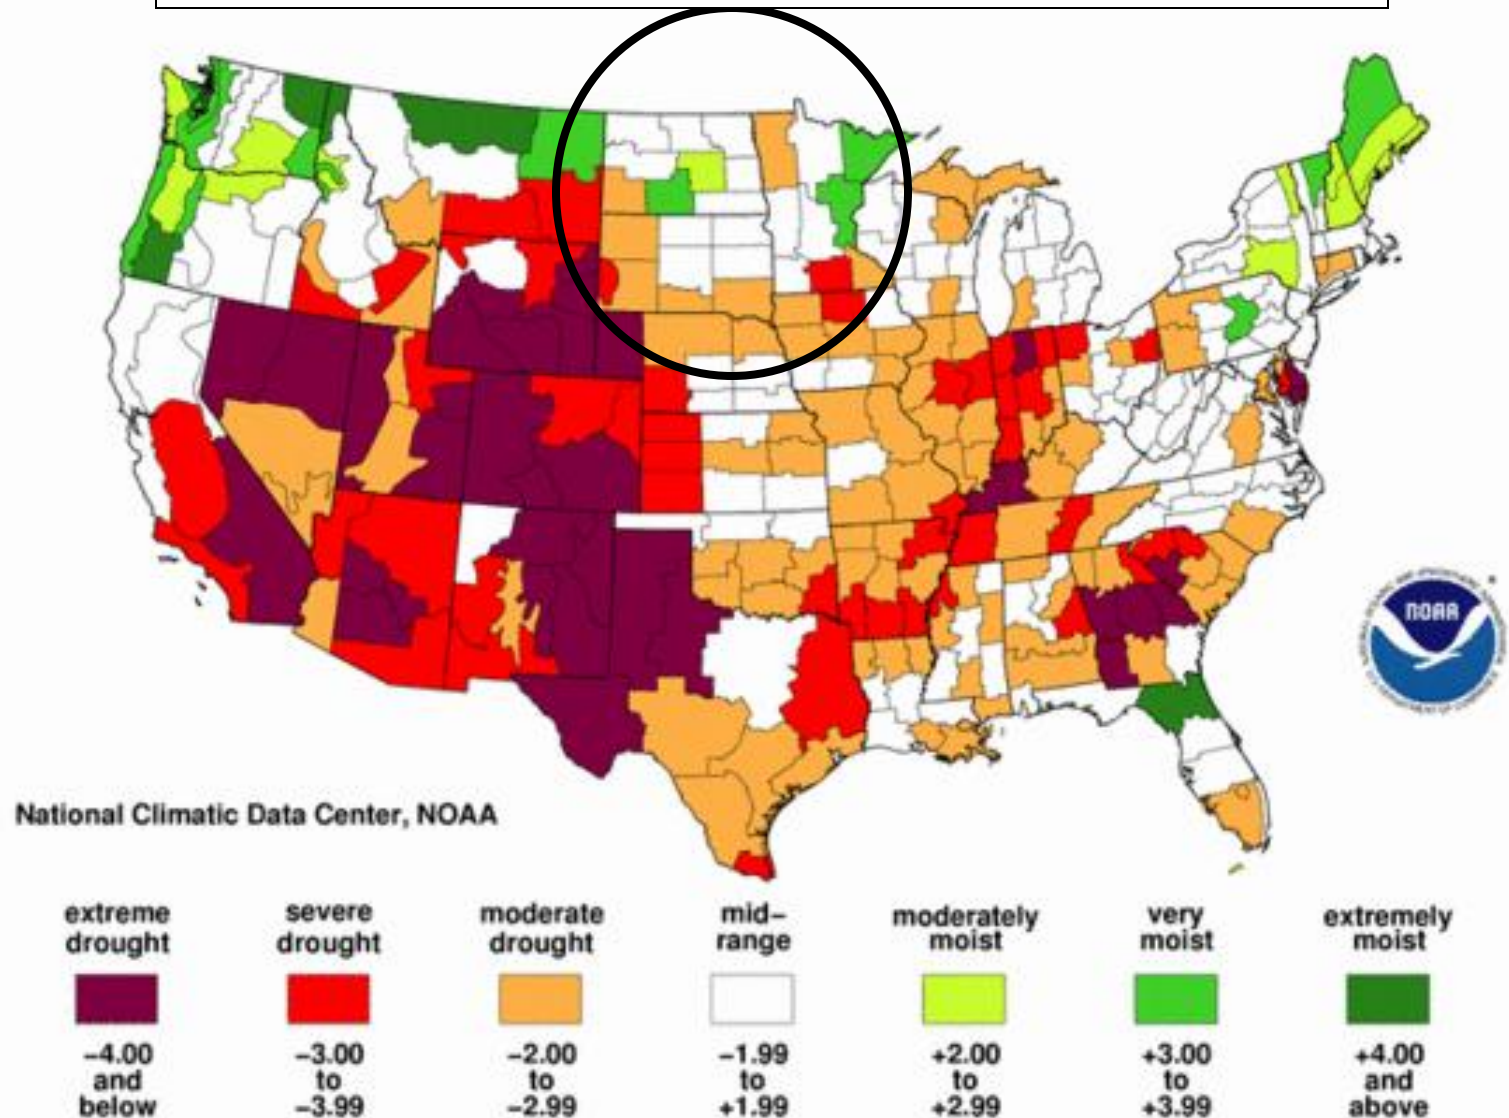 NOAA
National Climatic Data Center, NOAA
extreme drought
severe drought
moderate drought
mid-range
moderately moist
very moist
extremely moist
−4.00 and below
−3.00 to −3.99
−2.00 to −2.99
−1.99 to +1.99
+2.00 to +2.99
+3.00 to +3.99
+4.00 and above